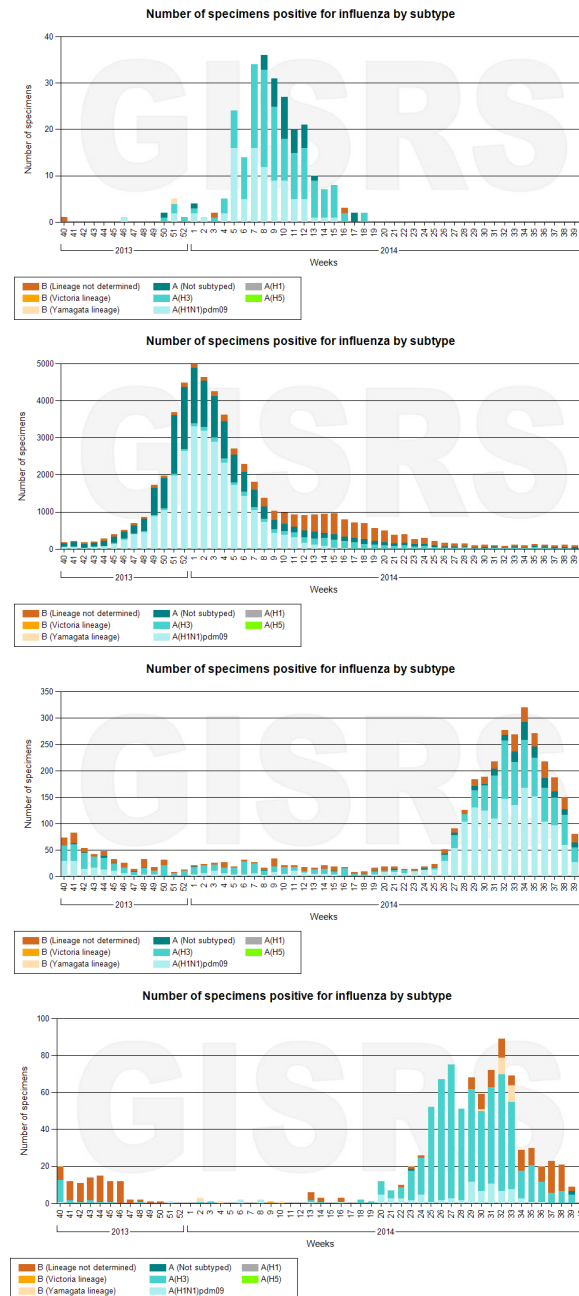 Number of specimens positive for influenza by subtype
GISRS
Number of specimens
40
30
20
10
0
40 41 42 43 44 45 46 47 48 49 50 51 52 1 2 3 4 5 6 7 8 9 10 11 12 13 14 15 16 17 18 19 20 21 22 23 24 25 26 27 28 29 30 31 32 33 34 35 36 37 38 39
2013 2014
Weeks
B (Lineage not determined) A (Not subtyped) A(H1)
B (Victoria lineage) A(H3) A(H5)
B (Yamagata lineage) A(H1N1)pdm09
Number of specimens positive for influenza by subtype
GISRS
Number of specimens
5000
4000
3000
2000
1000
0
40 41 42 43 44 45 46 47 48 49 50 51 52 1 2 3 4 5 6 7 8 9 10 11 12 13 14 15 16 17 18 19 20 21 22 23 24 25 26 27 28 29 30 31 32 33 34 35 36 37 38 39
2013 2014
Weeks
B (Lineage not determined) A (Not subtyped) A(H1)
B (Victoria lineage) A(H3) A(H5)
B (Yamagata lineage) A(H1N1)pdm09
Number of specimens positive for influenza by subtype
GISRS
Number of specimens
350
300
250
200
150
100
50
0
40 41 42 43 44 45 46 47 48 49 50 51 52 1 2 3 4 5 6 7 8 9 10 11 12 13 14 15 16 17 18 19 20 21 22 23 24 25 26 27 28 29 30 31 32 33 34 35 36 37 38 39
2013 2014
Weeks
B (Lineage not determined) A (Not subtyped) A(H1)
B (Victoria lineage) A(H3) A(H5)
B (Yamagata lineage) A(H1N1)pdm09
Number of specimens positive for influenza by subtype
GISRS
Number of specimens
100
80
60
40
20
0
40 41 42 43 44 45 46 47 48 49 50 51 52 1 2 3 4 5 6 7 8 9 10 11 12 13 14 15 16 17 18 19 20 21 22 23 24 25 26 27 28 29 30 31 32 33 34 35 36 37 38 39
2013 2014
Weeks
B (Lineage not determined) A (Not subtyped) A(H1)
B (Victoria lineage) A(H3) A(H5)
B (Yamagata lineage) A(H1N1)pdm09